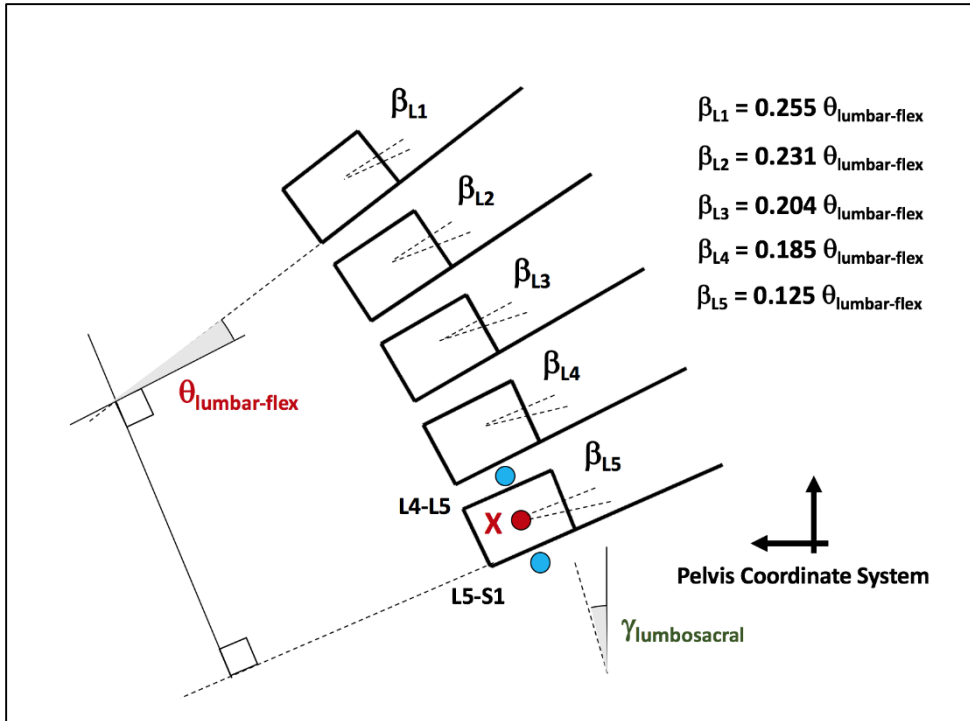 βL1
βL2
βL3
βL4
βL5
βL1 = 0.255 θlumbar-flex
βL2 = 0.231 θlumbar-flex
βL3 = 0.204 θlumbar-flex
βL4 = 0.185 θlumbar-flex
βL5 = 0.125 θlumbar-flex
θlumbar-flex
L4-L5
X
L5-S1
Pelvis Coordinate System
γlumbosacral